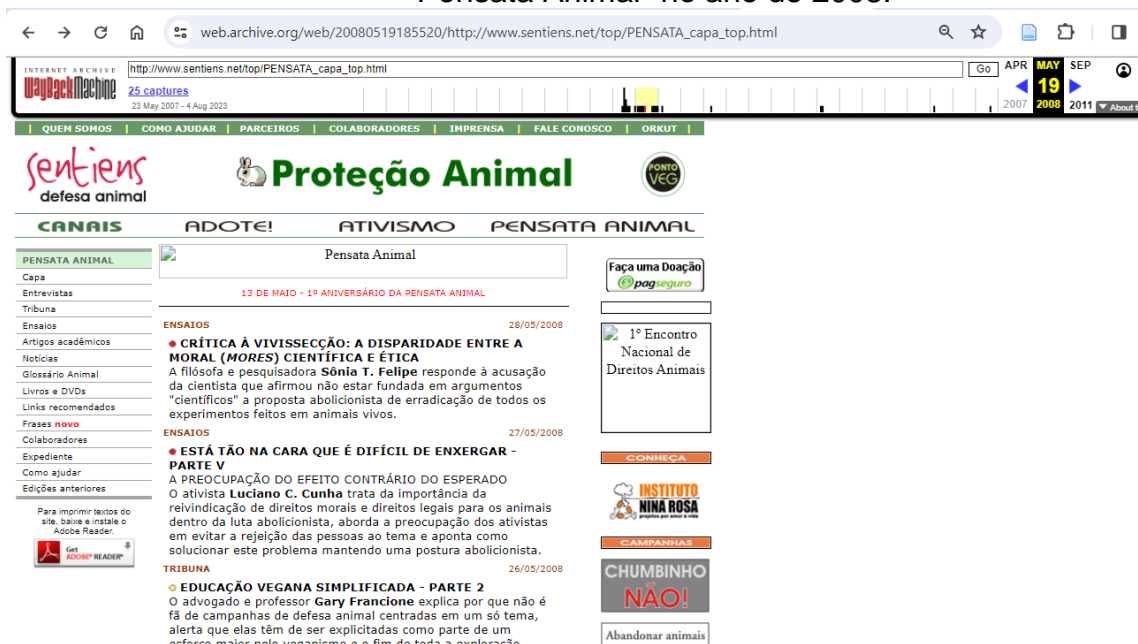 "Pensata Animal" no ano de 2008.
web.archive.org/web/20080519185520/http://www.sentiens.net/top/PENSATA_capa_top.html
INTERNET ARCHIVE
WayBackMachine
http://www.sentiens.net/top/PENSATA_capa_top.html
Go
APR MAY SEP
25 captures
19
23 May 2007 - 4 Aug 2023
2007 2008 2011
About t
| QUEM SOMOS | COMO AJUDAR | PARCEIROS | COLABORADORES | IMPRENSA | FALE CONOSCO | ORKUT |
sentiens
defesa animal
Proteção Animal
PONTO
VEG
CANAIS ADOTE! ATIVISMO PENSATA ANIMAL
PENSATA ANIMAL
Capa
Entrevistas
Tribuna
Ensaios
Artigos acadêmicos
Notícias
Glossário Animal
Livros e DVDs
Links recomendados
Frases novo
Colaboradores
Expediente
Como ajudar
Edições anteriores
Para imprimir textos do
site, baixe e instale o
Adobe Reader.
Get
ADOBE® READER®
Pensata Animal
13 DE MAIO - 1º ANIVERSÁRIO DA PENSATA ANIMAL
ENSAIOS 28/05/2008
CRÍTICA À VIVISSECÇÃO: A DISPARIDADE ENTRE A
MORAL (MORES) CIENTÍFICA E ÉTICA
A filósofa e pesquisadora Sônia T. Felipe responde à acusação
da cientista que afirmou não estar fundada em argumentos
"científicos" a proposta abolicionista de erradicação de todos os
experimentos feitos em animais vivos.
ENSAIOS 27/05/2008
ESTÁ TÃO NA CARA QUE É DIFÍCIL DE ENXERGAR -
PARTE V
A PREOCUPAÇÃO DO EFEITO CONTRÁRIO DO ESPERADO
O ativista Luciano C. Cunha trata da importância da
reivindicação de direitos morais e direitos legais para os animais
dentro da luta abolicionista, aborda a preocupação dos ativistas
em evitar a rejeição das pessoas ao tema e aponta como
solucionar este problema mantendo uma postura abolicionista.
TRIBUNA 26/05/2008
EDUCAÇÃO VEGANA SIMPLIFICADA - PARTE 2
O advogado e professor Gary Francione explica por que não é
fã de campanhas de defesa animal centradas em um só tema,
alerta que elas têm de ser explicitadas como parte de um
esforço maior pelo veganismo e o fim de toda a exploração
Faça uma Doação
pagseguro
1º Encontro
Nacional de
Direitos Animais
CONHEÇA
INSTITUTO
NINA ROSA
projetos por amor à vida
CAMPANHAS
CHUMBINHO
NÃO!
Abandonar animais